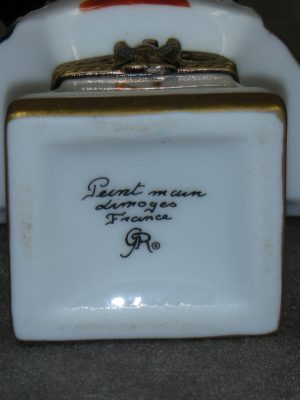 Peint main
Limoges
France
GR©